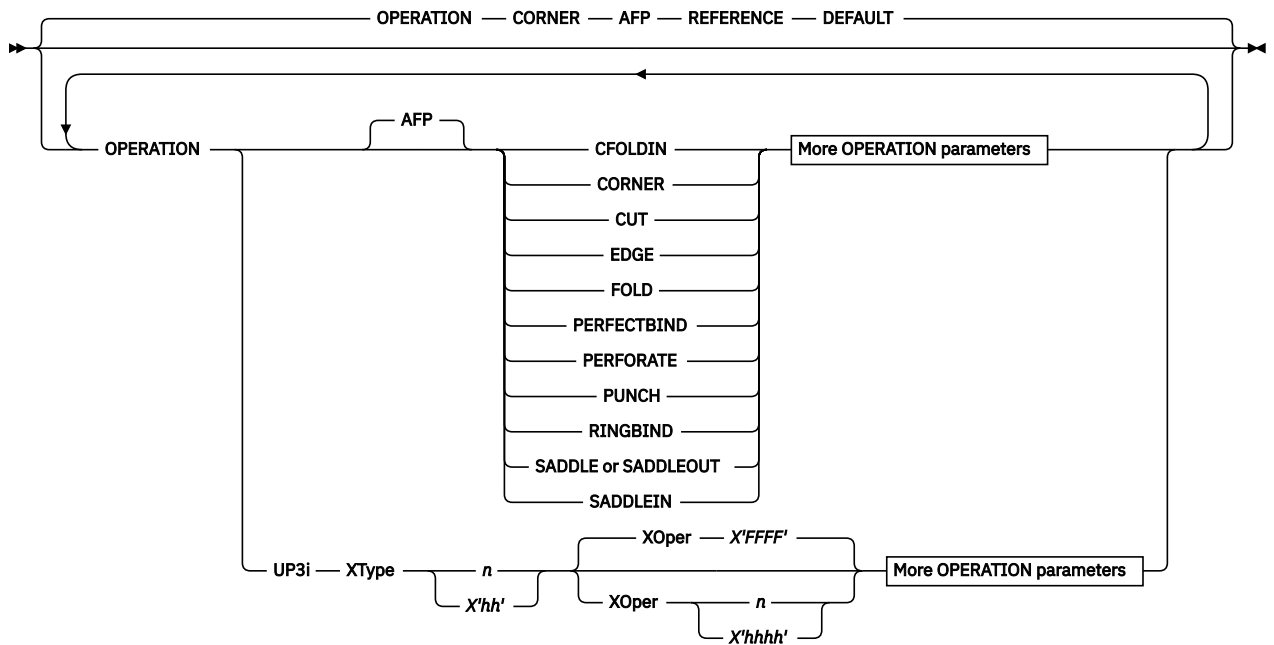 OPERATION CORNER AFP REFERENCE DEFAULT
AFP
OPERATION CFOLDIN More OPERATION parameters
CORNER
CUT
EDGE
FOLD
PERFECTBIND
PERFORATE
PUNCH
RINGBIND
SADDLE or SADDLEOUT
SADDLEIN
XOper X'FFFF'
UP3i XType n More OPERATION parameters
X'hh' XOper n
X'hhhh'